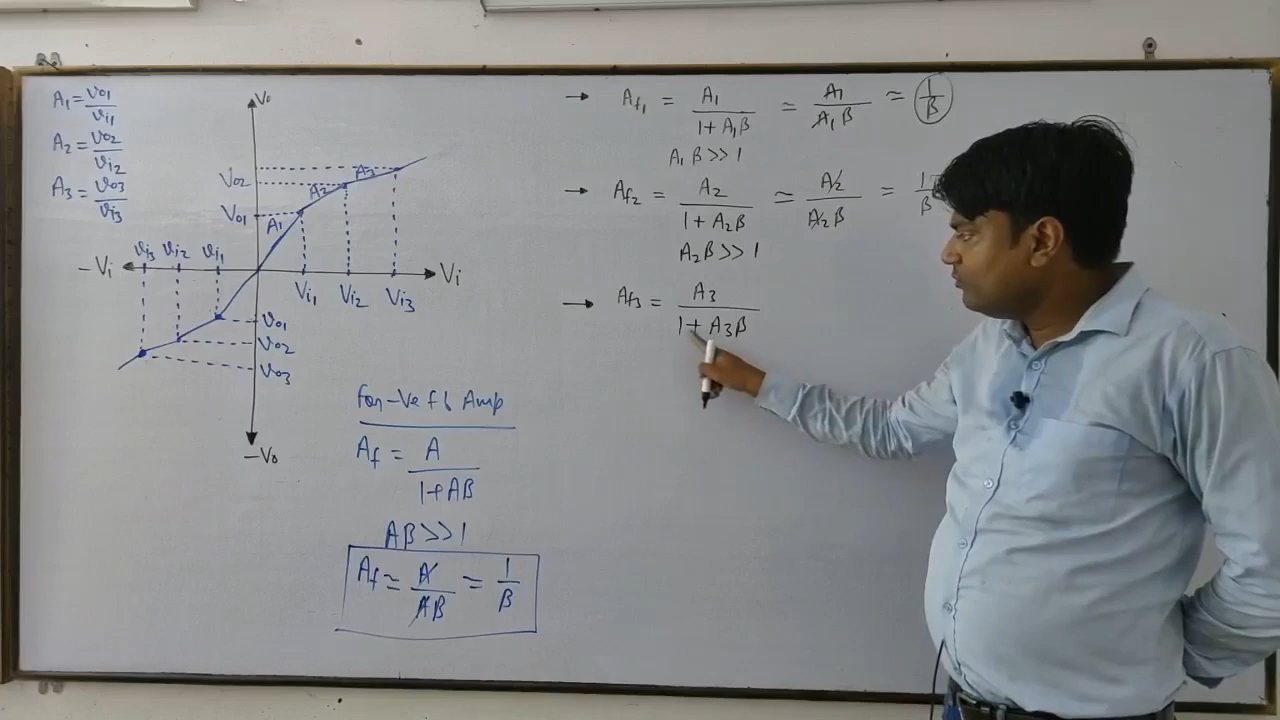 A1 = vo1/vi1
A2 = vo2/vi2
A3 = vo3/vi3
Vo
Vo2
Vo1
A1
A2
A3
-Vi
vi3 vi2 vi1
Vi1 Vi2 Vi3
Vi
vo1
vo2
vo3
-Vo
for -ve fb Amp
Af = A/1+AB
AB >> 1
Af ≃ A/AB = 1/B
→ Af1 = A1/1+A1B ≃ A1/A1B ≃ 1/B
A1B >> 1
→ Af2 = A2/1+A2B ≃ A2/A2B = 1/B
A2B >> 1
→ Af3 = A3/1+A3B